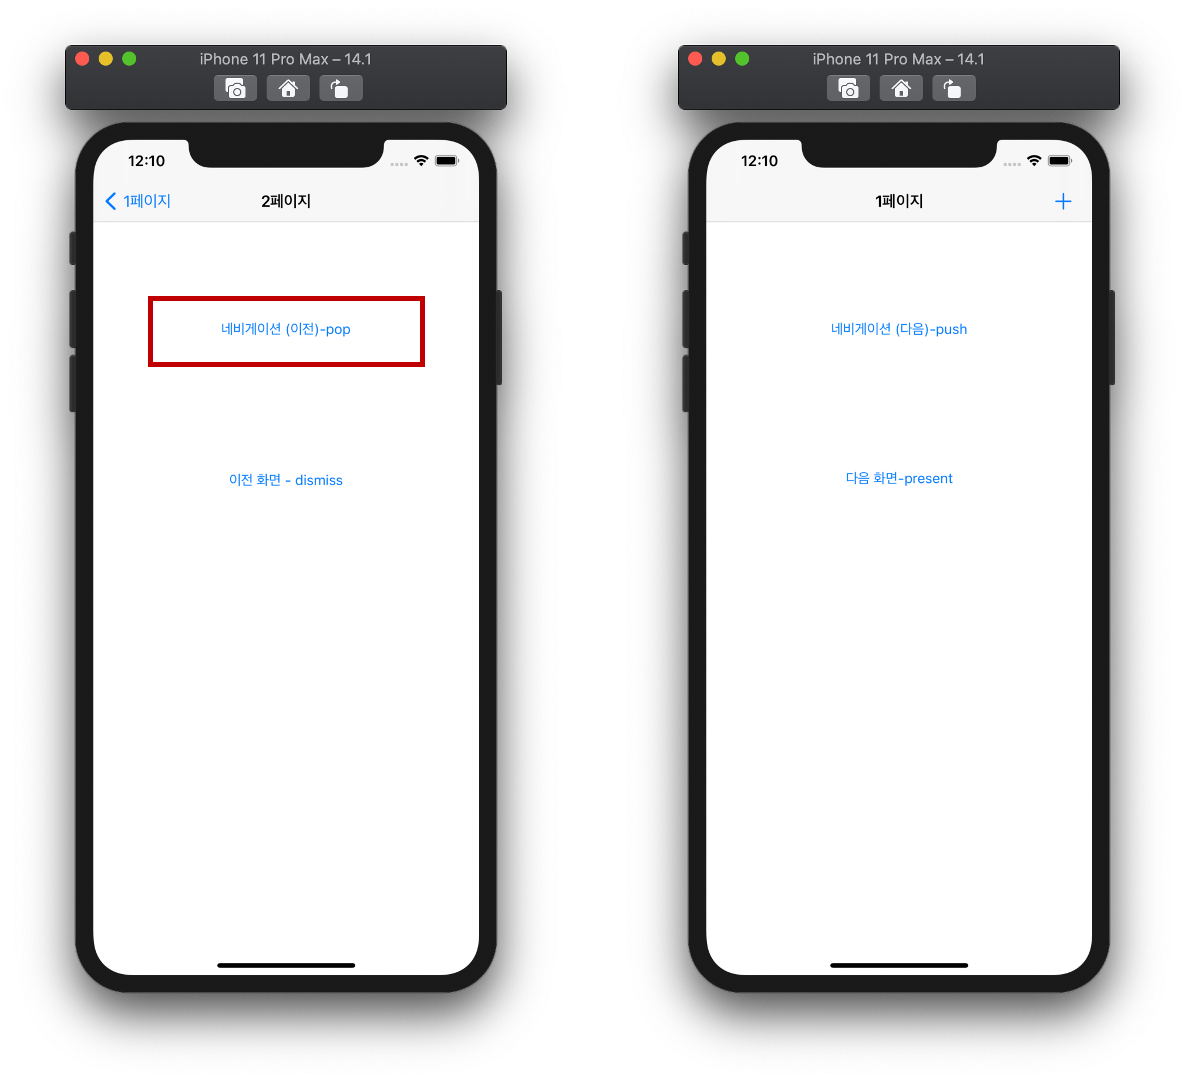 iPhone 11 Pro Max – 14.1
12:10
1페이지
2페이지
네비게이션 (이전)-pop
이전 화면 - dismiss
iPhone 11 Pro Max – 14.1
12:10
1페이지
네비게이션 (다음)-push
다음 화면-present